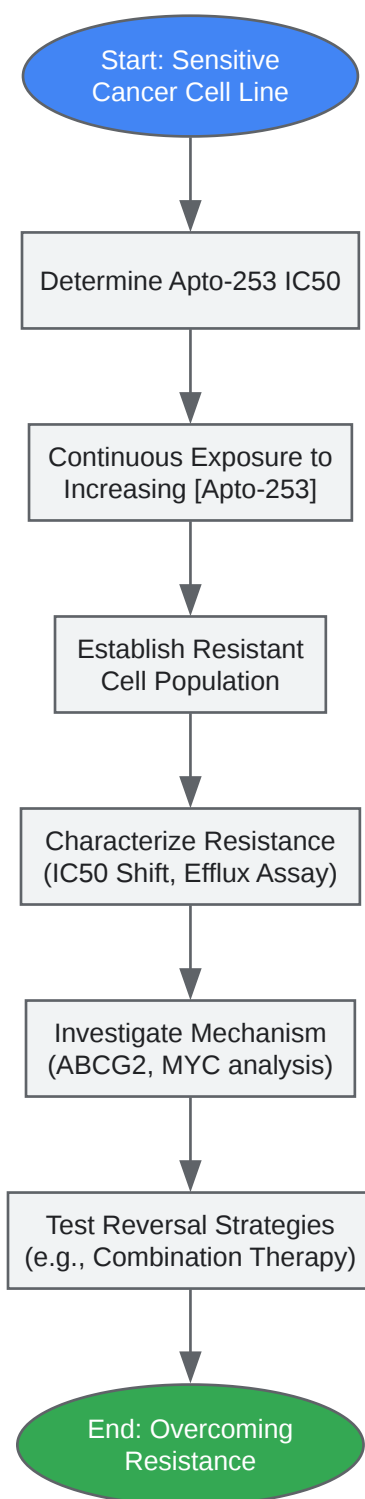 Start: Sensitive
Cancer Cell Line
Determine Apto-253 IC50
Continuous Exposure to
Increasing [Apto-253]
Establish Resistant
Cell Population
Characterize Resistance
(IC50 Shift, Efflux Assay)
Investigate Mechanism
(ABCG2, MYC analysis)
Test Reversal Strategies
(e.g., Combination Therapy)
End: Overcoming
Resistance